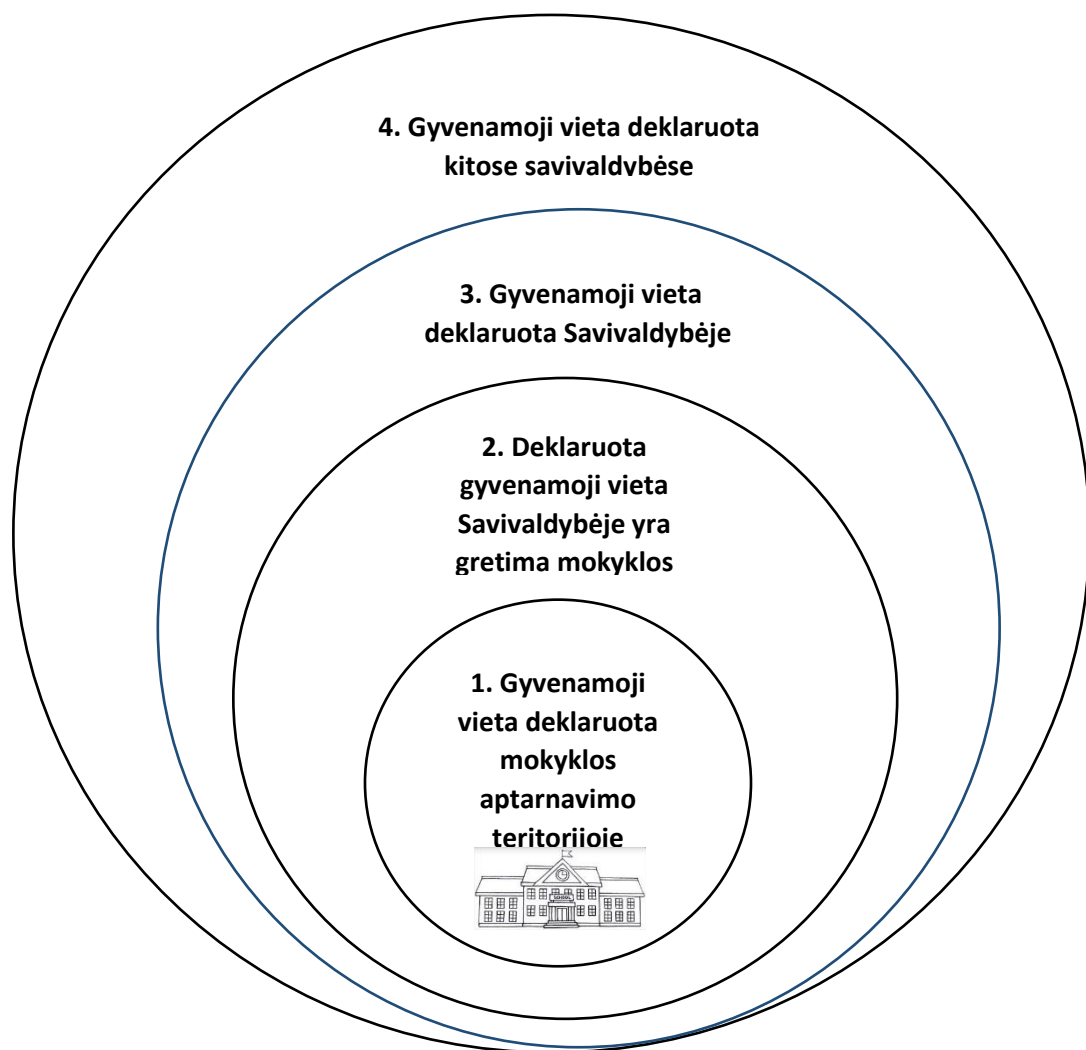 4. Gyvenamoji vieta deklaruota
kitose savivaldybėse
3. Gyvenamoji vieta
deklaruota Savivaldybėje
2. Deklaruota
gyvenamoji vieta
Savivaldybėje yra
gretima mokyklos
1. Gyvenamoji
vieta deklaruota
mokyklos
aptarnavimo
teritorijoje
SCHOOL